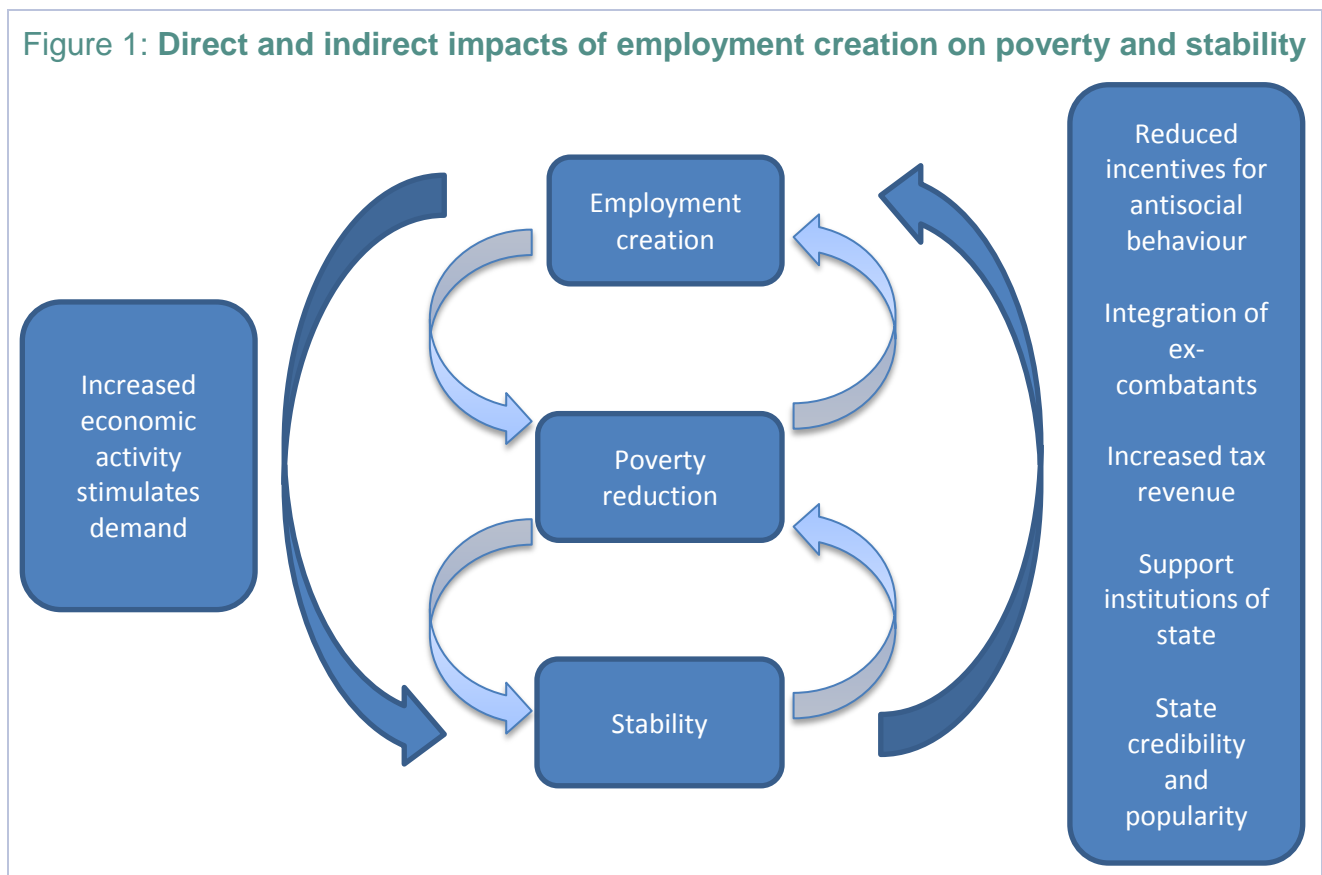 Figure 1: Direct and indirect impacts of employment creation on poverty and stability
Increased
economic
activity
stimulates
demand
Employment
creation
Poverty
reduction
Stability
Reduced
incentives for
antisocial
behaviour
Integration of
ex-
combatants
Increased tax
revenue
Support
institutions of
state
State
credibility
and
popularity